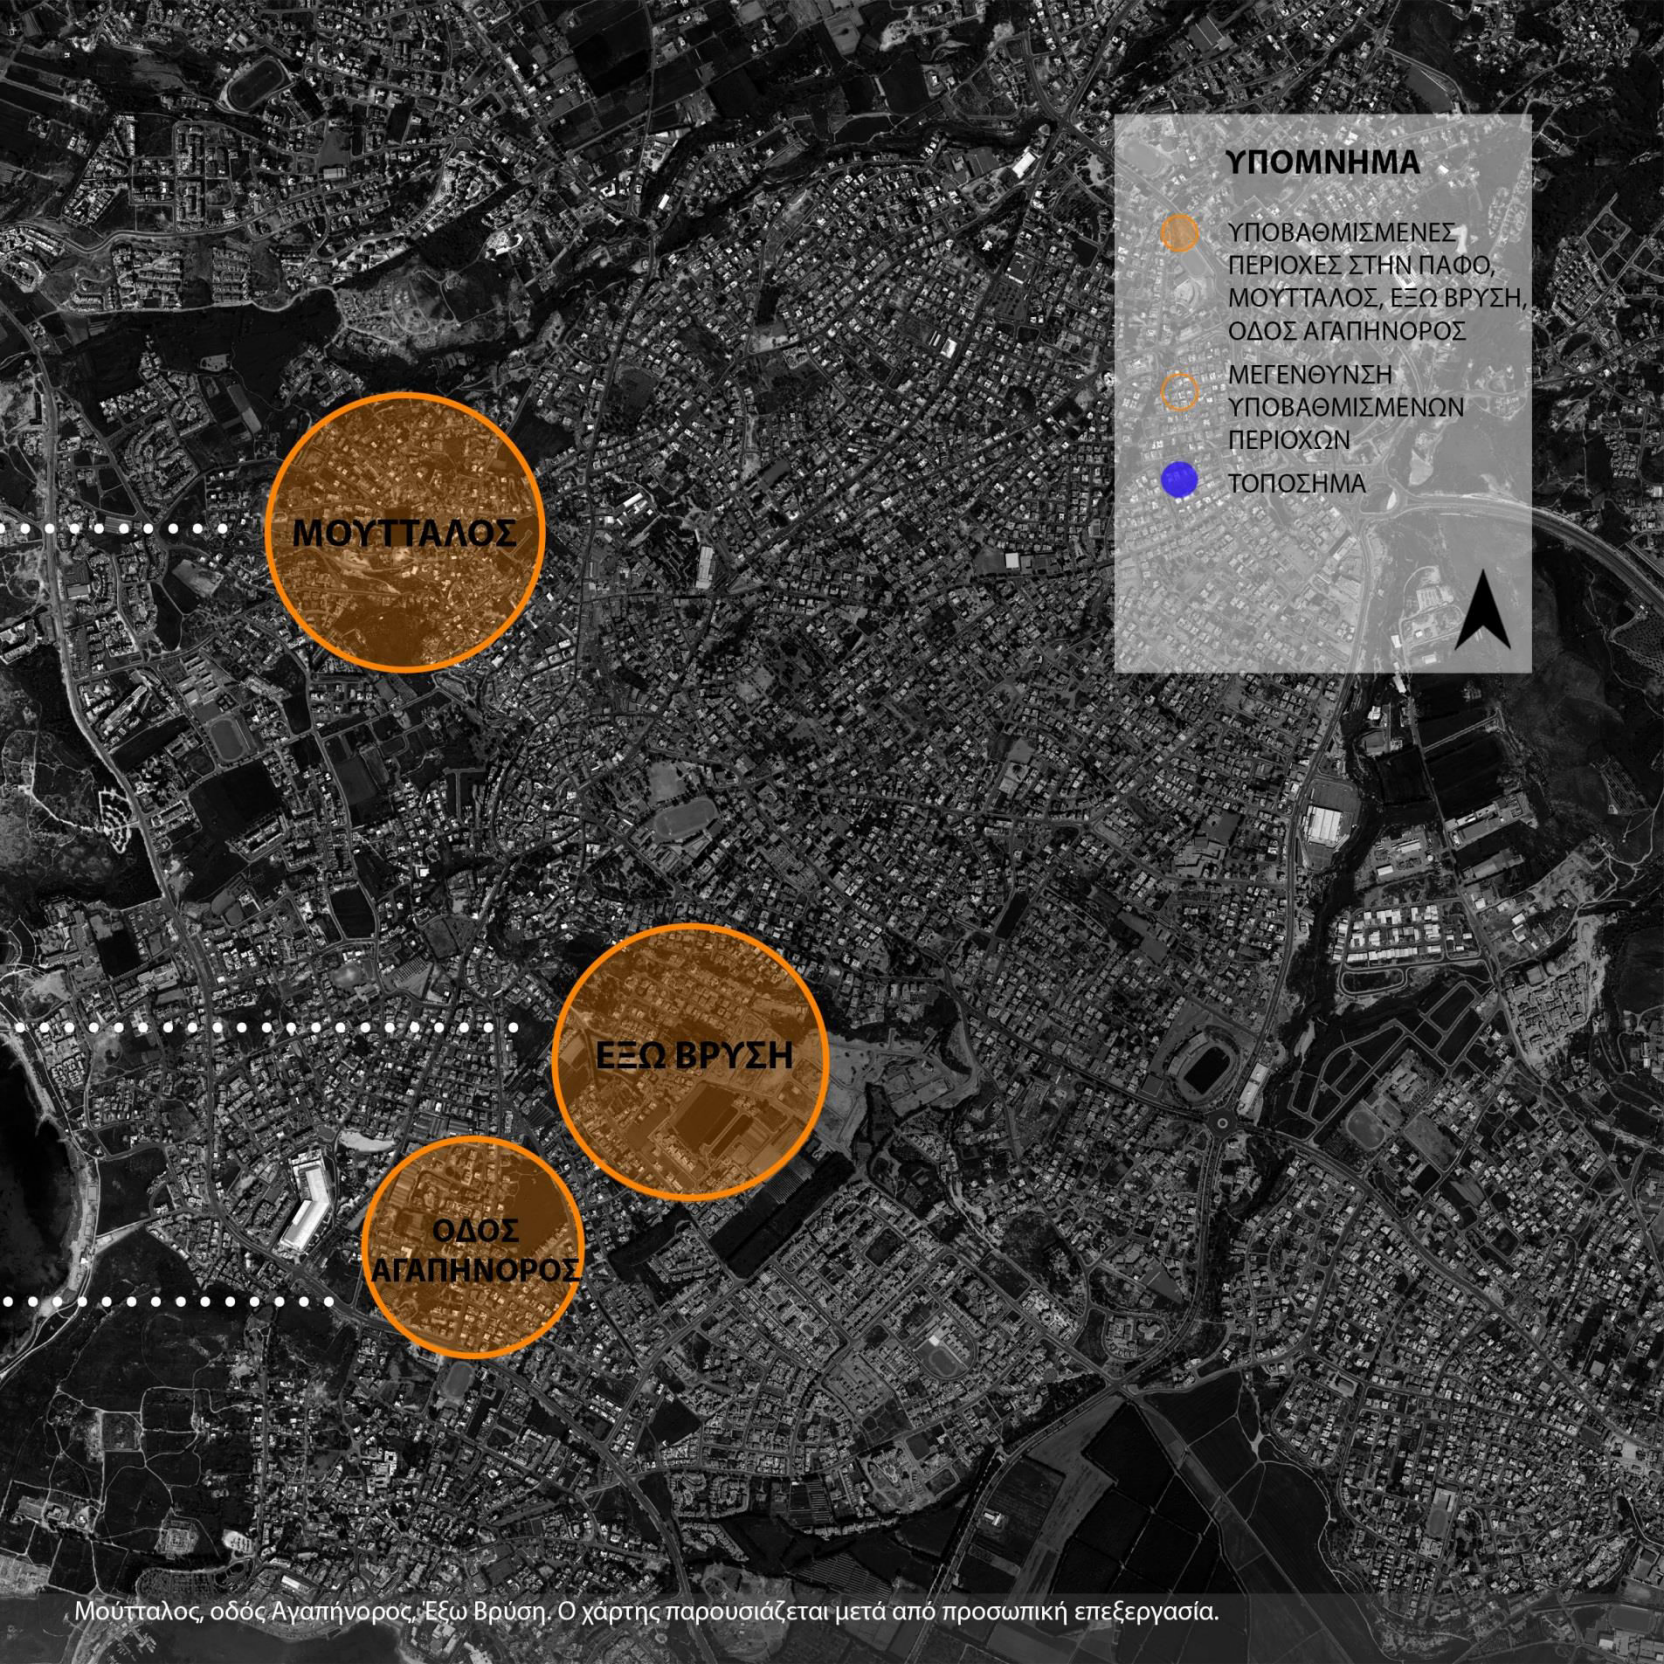 ΥΠΟΜΝΗΜΑ
ΥΠΟΒΑΘΜΙΣΜΕΝΕΣ
ΠΕΡΙΟΧΕΣ ΣΤΗΝ ΠΑΦΟ,
ΜΟΥΤΤΑΛΟΣ, ΕΞΩ ΒΡΥΣΗ,
ΟΔΟΣ ΑΓΑΠΗΝΟΡΟΣ
ΜΕΓΕΝΘΥΝΣΗ
ΥΠΟΒΑΘΜΙΣΜΕΝΩΝ
ΠΕΡΙΟΧΩΝ
ΤΟΠΟΣΗΜΑ
ΜΟΥΤΤΑΛΟΣ
ΕΞΩ ΒΡΥΣΗ
ΟΔΟΣ
ΑΓΑΠΗΝΟΡΟΣ
Μούτταλος, οδός Αγαπήνορος, Έξω Βρύση. Ο χάρτης παρουσιάζεται μετά από προσωπική επεξεργασία.